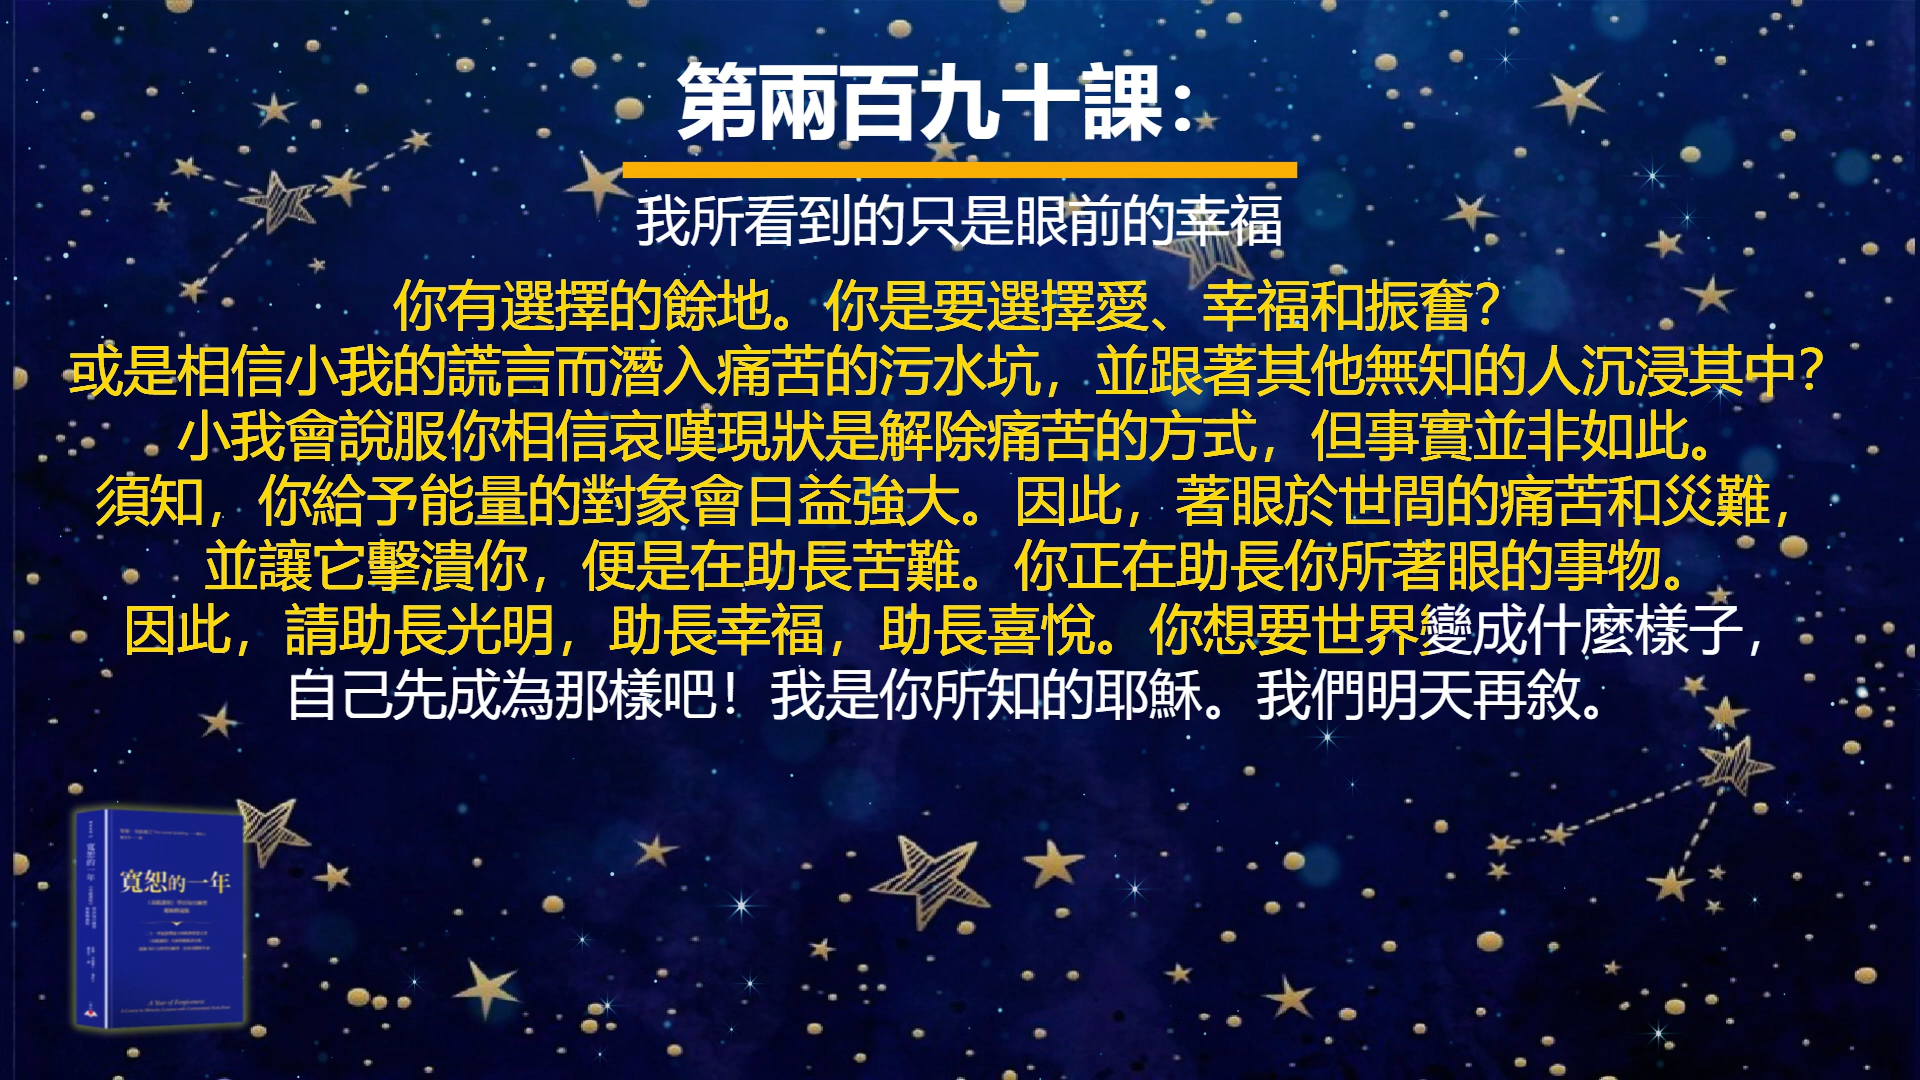 第兩百九十課：
我所看到的只是眼前的幸福
你有選擇的餘地。你是要選擇愛、幸福和振奮？
或是相信小我的謊言而潛入痛苦的污水坑，並跟著其他無知的人沉浸其中？
小我會說服你相信哀嘆現狀是解除痛苦的方式，但事實並非如此。
須知，你給予能量的對象會日益強大。因此，著眼於世間的痛苦和災難，
並讓它擊潰你，便是在助長苦難。你正在助長你所著眼的事物。
因此，請助長光明，助長幸福，助長喜悅。你想要世界變成什麼樣子，
自己先成為那樣吧！我是你所知的耶穌。我們明天再敘。
寬恕的一年
A Year of Forgiveness